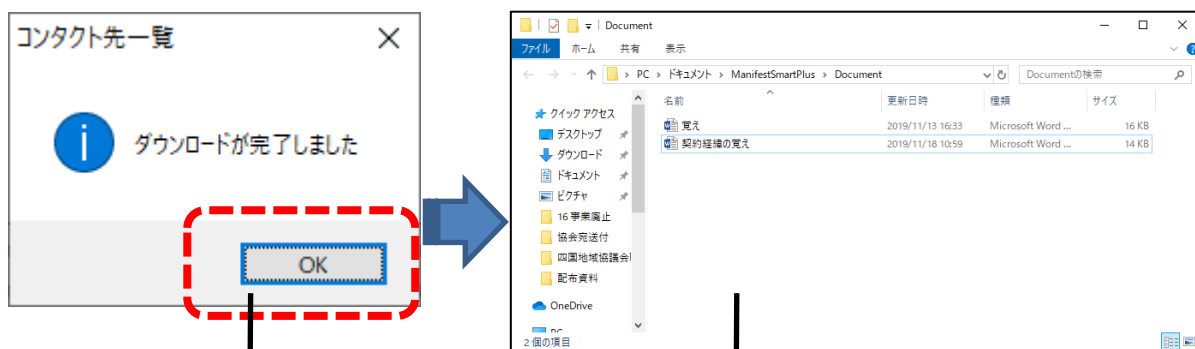 コンタクト先一覧
ダウンロードが完了しました
OK
Document
ファイル ホーム 共有 表示
PC › ドキュメント › ManifestSmartPlus › Document
Documentの検索
名前 更新日時 種類 サイズ
覚え 2019/11/13 16:33 Microsoft Word ... 16 KB
契約経緯の覚え 2019/11/18 10:59 Microsoft Word ... 14 KB
クイック アクセス
デスクトップ
ダウンロード
ドキュメント
ピクチャ
16 事業廃止
協会宛送付
四国地域協議会
配布資料
OneDrive
PC
2 個の項目